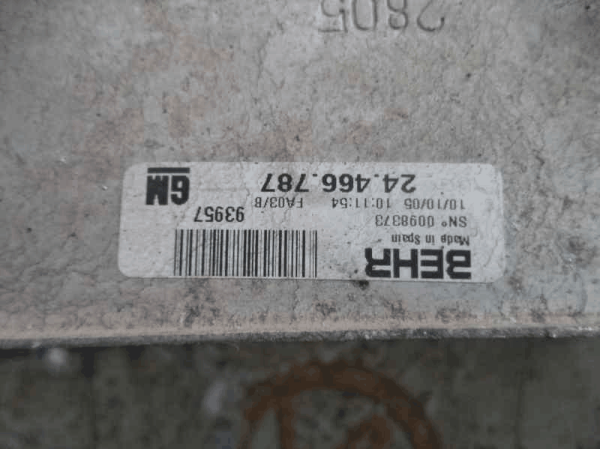 BEHR
Made in Spain
SN° 0098373
93957
10/10/05 10:11:54 FA03/B
24.466.787
GM
2805